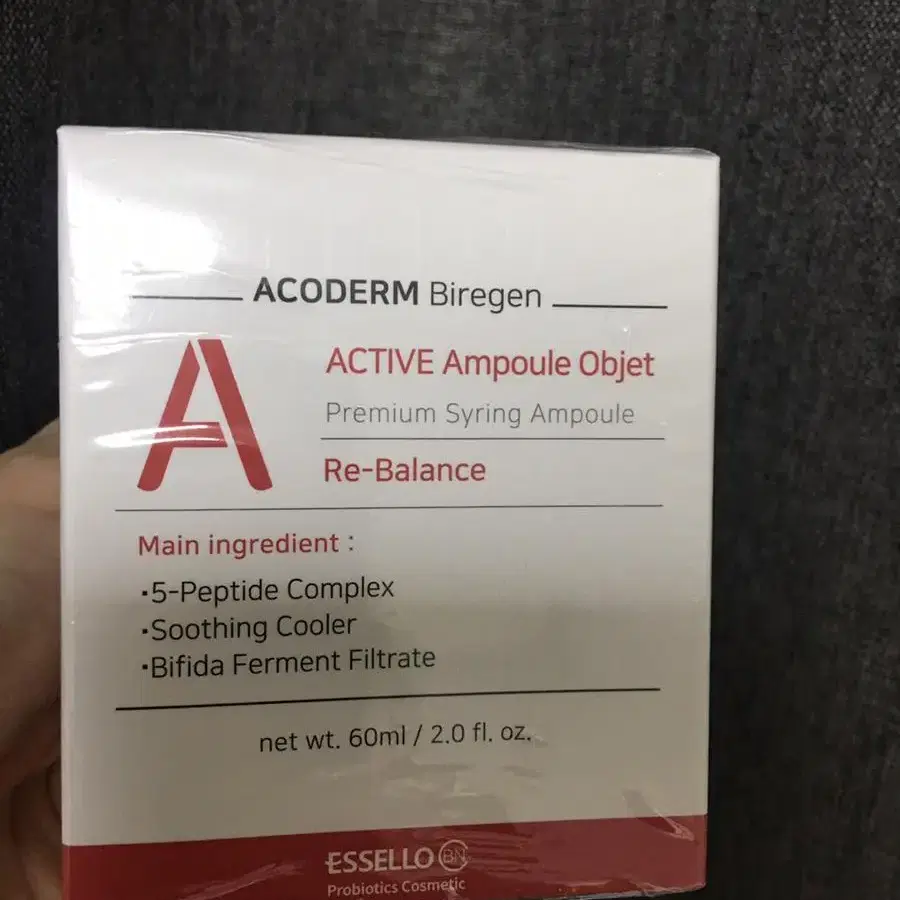 ACODERM Biregen
A
ACTIVE Ampoule Objet
Premium Syring Ampoule
Re-Balance
Main ingredient :
·5-Peptide Complex
·Soothing Cooler
·Bifida Ferment Filtrate
net wt. 60ml / 2.0 fl. oz.
ESSELLO BN
Probiotics Cosmetic